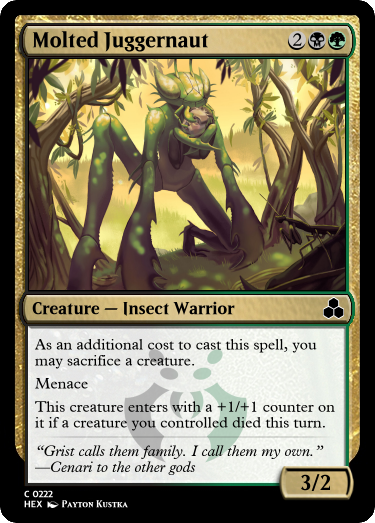 Molted Juggernaut 2
Creature — Insect Warrior
As an additional cost to cast this spell, you
may sacrifice a creature.
Menace
This creature enters with a +1/+1 counter on
it if a creature you controlled died this turn.
“Grist calls them family. I call them my own.”
—Cenari to the other gods
3/2
C 0222
HEX Payton Kustka